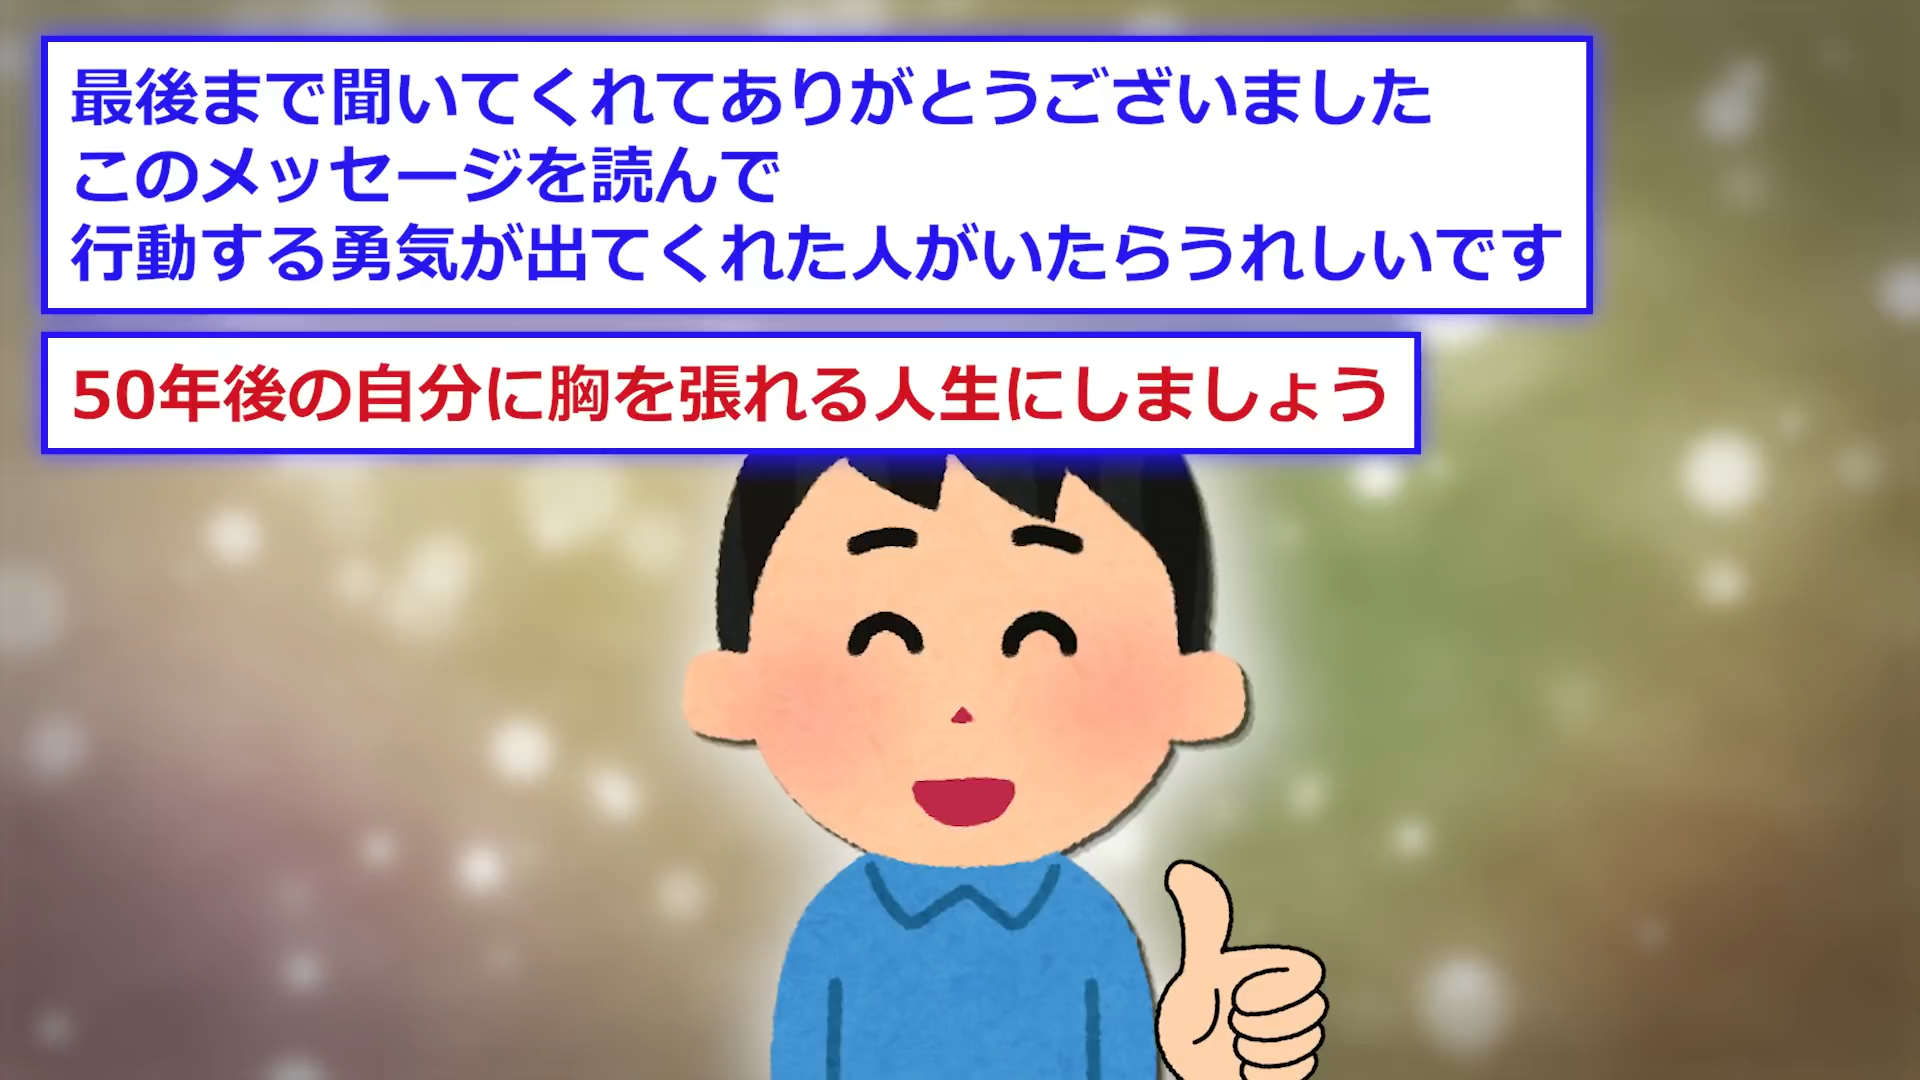 最後まで聞いてくれてありがとうございました
このメッセージを読んで
行動する勇気が出てくれた人がいたらうれしいです
50年後の自分に胸を張れる人生にしましょう